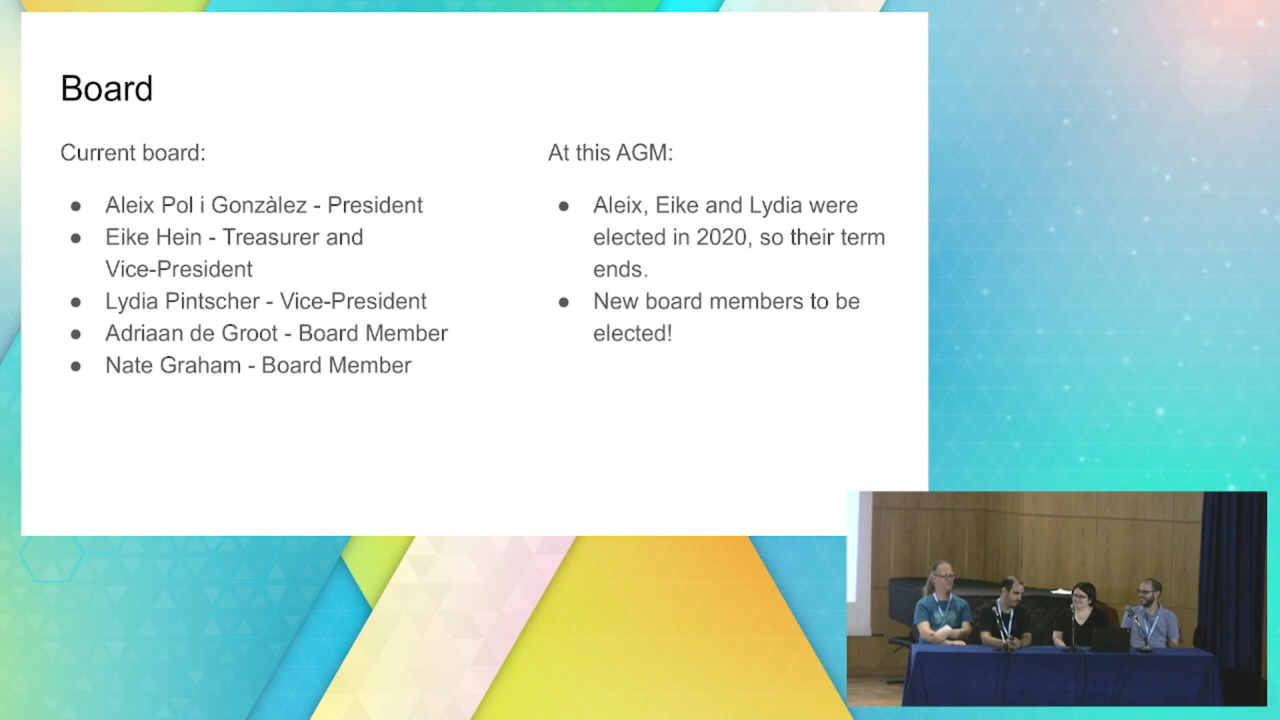 Board
Current board:
● Aleix Pol i Gonzàlez - President
● Eike Hein - Treasurer and
Vice-President
● Lydia Pintscher - Vice-President
● Adriaan de Groot - Board Member
● Nate Graham - Board Member
At this AGM:
● Aleix, Eike and Lydia were
elected in 2020, so their term
ends.
● New board members to be
elected!